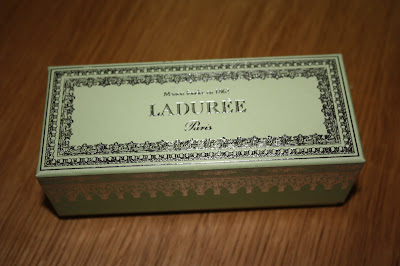 Maison fondée en 1862
LADURÉE
Paris